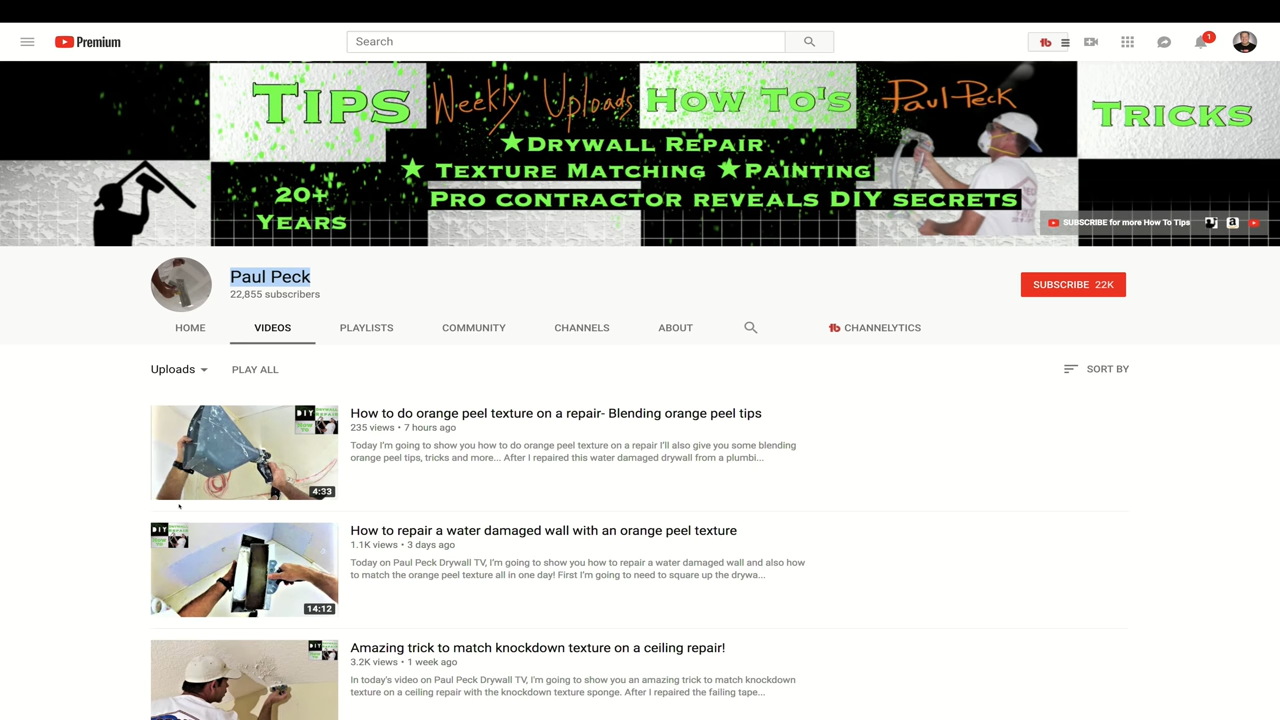 Premium
Search
1
TIPS
Weekly Uploads
HOW TO'S
Paul Peck
TRICKS
★DRYWALL REPAIR
★ TEXTURE MATCHING ★PAINTING
PRO CONTRACTOR REVEALS DIY SECRETS
20+
YEARS
SUBSCRIBE for more How To Tips
Paul Peck
22,855 subscribers
SUBSCRIBE 22K
HOME VIDEOS PLAYLISTS COMMUNITY CHANNELS ABOUT CHANNELYTICS
Uploads PLAY ALL SORT BY
How to do orange peel texture on a repair- Blending orange peel tips
235 views • 7 hours ago
Today I'm going to show you how to do orange peel texture on a repair I'll also give you some blending
orange peel tips, tricks and more... After I repaired this water damaged drywall from a plumbi...
DIY
4:33
How to repair a water damaged wall with an orange peel texture
1.1K views • 3 days ago
Today on Paul Peck Drywall TV, I'm going to show you how to repair a water damaged wall and also how
to match the orange peel texture all in one day! First I'm going to need to square up the drywa...
DIY
14:12
Amazing trick to match knockdown texture on a ceiling repair!
3.2K views • 1 week ago
In today's video on Paul Peck Drywall TV, I'm going to show you an amazing trick to match knockdown
texture on a ceiling repair with the knockdown texture sponge. After I repaired the failing tape...
DIY